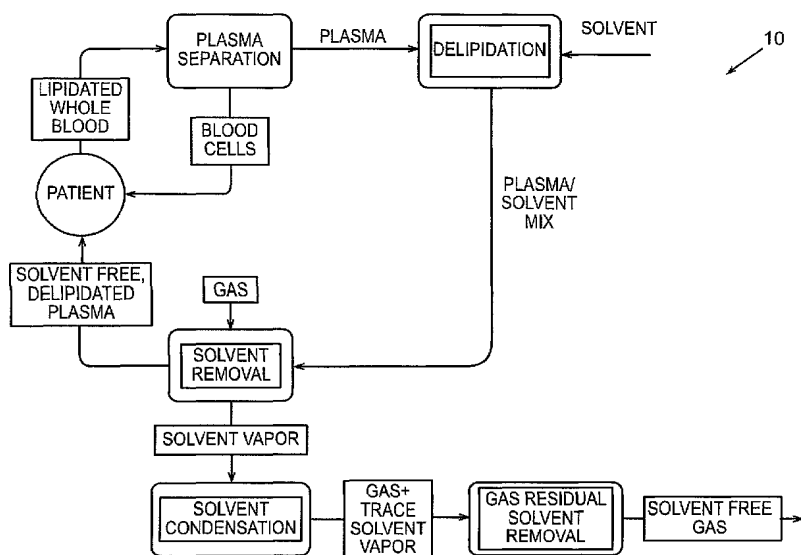 PLASMA
SEPARATION
PLASMA
DELIPIDATION
SOLVENT
10
LIPIDATED
WHOLE
BLOOD
BLOOD
CELLS
PATIENT
PLASMA/
SOLVENT
MIX
SOLVENT FREE,
DELIPIDATED
PLASMA
GAS
SOLVENT
REMOVAL
SOLVENT VAPOR
SOLVENT
CONDENSATION
GAS+
TRACE
SOLVENT
VAPOR
GAS RESIDUAL
SOLVENT
REMOVAL
SOLVENT FREE
GAS